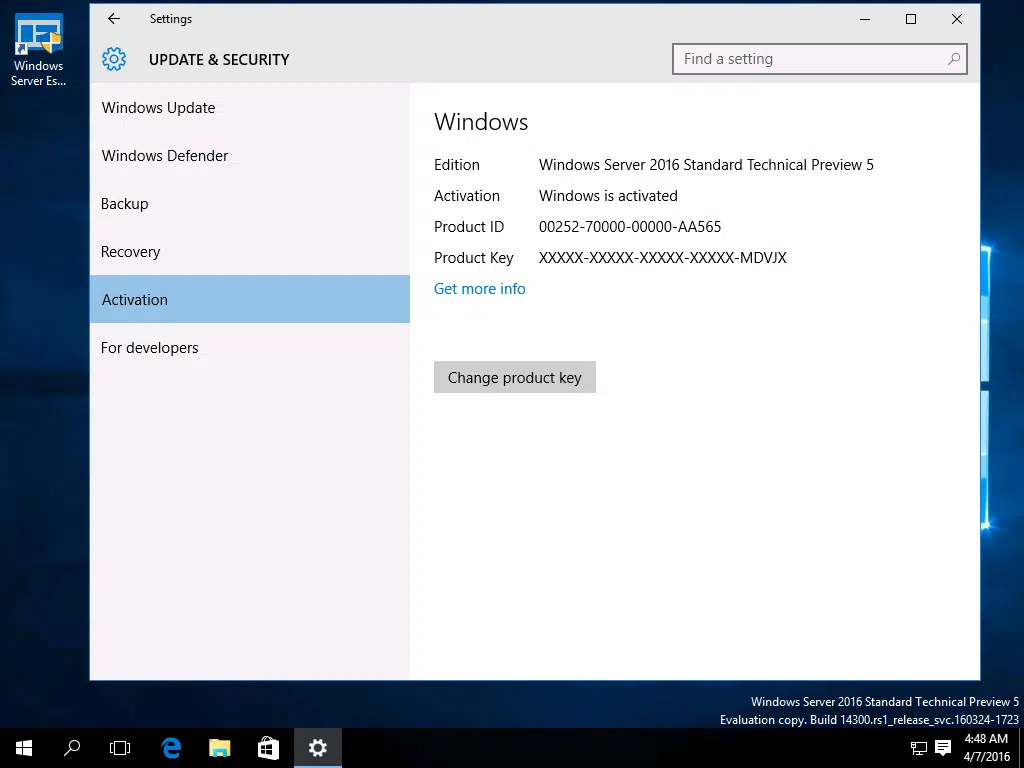 Windows
Server Es...
Settings
UPDATE & SECURITY
Find a setting
Windows Update
Windows Defender
Backup
Recovery
Activation
For developers
Windows
Edition Windows Server 2016 Standard Technical Preview 5
Activation Windows is activated
Product ID 00252-70000-00000-AA565
Product Key XXXXX-XXXXX-XXXXX-XXXXX-MDVJX
Get more info
Change product key
Windows Server 2016 Standard Technical Preview 5
Evaluation copy. Build 14300.rs1_release_svc.160324-1723
4:48 AM
4/7/2016